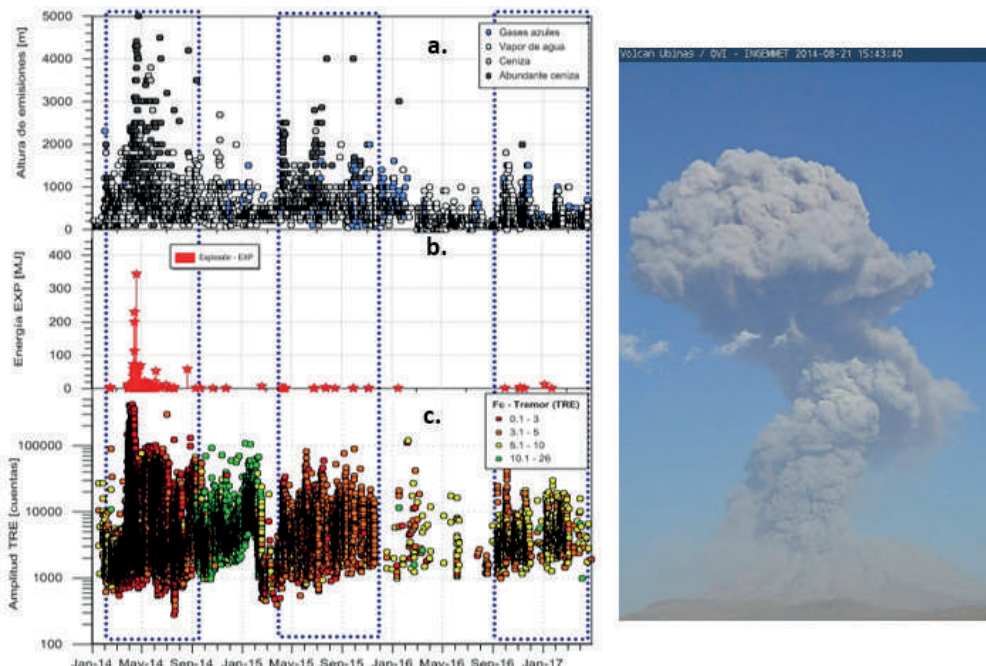 a.
5000
4000
3000
2000
1000
0
Altura de emisiones [m]
Gases azules
Vapor de agua
Ceniza
Abundante ceniza
b.
400
300
200
100
0
Energía EXP [MJ]
Explosión - EXP
c.
100000
10000
1000
100
Amplitud TRE [cuentas]
Fc - Tremor (TRE)
0.1 - 3
3.1 - 5
5.1 - 10
10.1 - 26
Jan-14 May-14 Sep-14 Jan-15 May-15 Sep-15 Jan-16 May-16 Sep-16 Jan-17
Volcan Ubinas / OVI - INGEMMET 2014-08-21 15:43:40